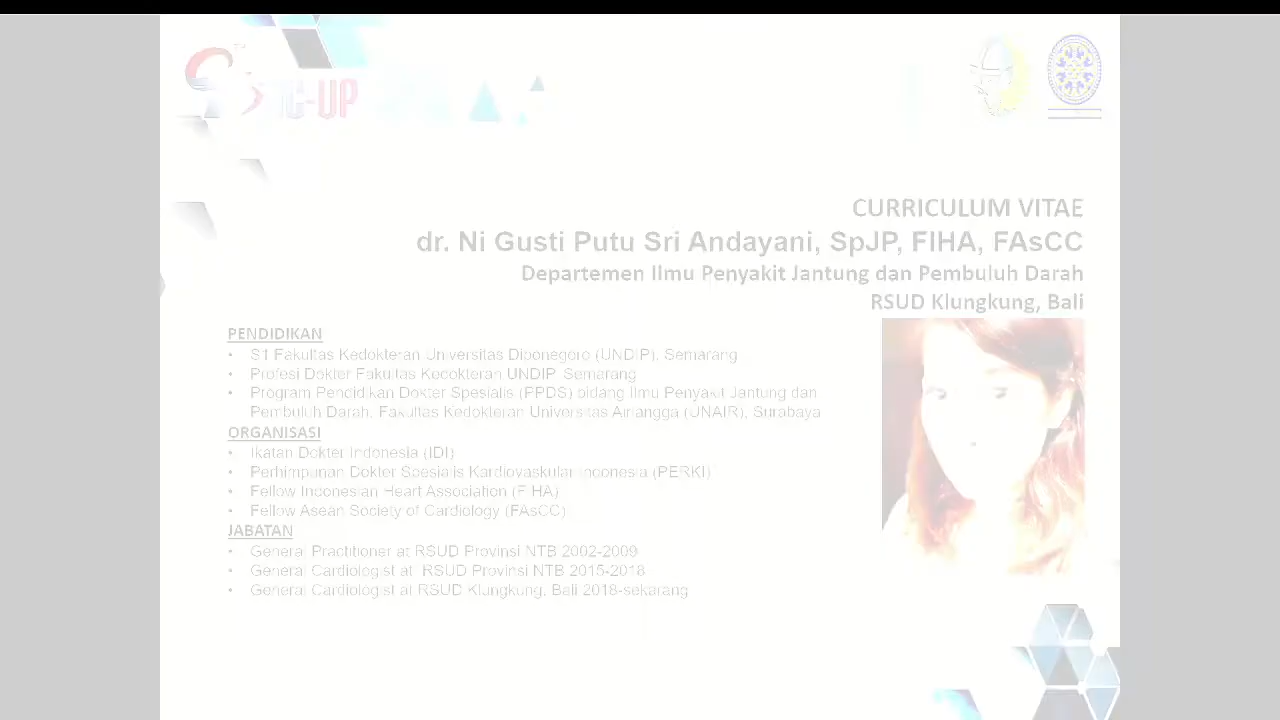 IC-UP
CURRICULUM VITAE
dr. Ni Gusti Putu Sri Andayani, SpJP, FIHA, FAsCC
Departemen Ilmu Penyakit Jantung dan Pembuluh Darah
RSUD Klungkung, Bali
PENDIDIKAN
• S1 Fakultas Kedokteran Universitas Diponegoro (UNDIP), Semarang
• Profesi Dokter Fakultas Kedokteran UNDIP Semarang
• Program Pendidikan Dokter Spesialis (PPDS) bidang Ilmu Penyakit Jantung dan
Pembuluh Darah, Fakultas Kedokteran Universitas Airlangga (UNAIR), Surabaya
ORGANISASI
• Ikatan Dokter Indonesia (IDI)
• Perhimpunan Dokter Spesialis Kardiovaskular Indonesia (PERKI)
• Fellow Indonesian Heart Association (FIHA)
• Fellow Asean Society of Cardiology (FAsCC)
JABATAN
• General Practitioner at RSUD Provinsi NTB 2002-2009
• General Cardiologist at RSUD Provinsi NTB 2015-2018
• General Cardiologist at RSUD Klungkung, Bali 2018-sekarang